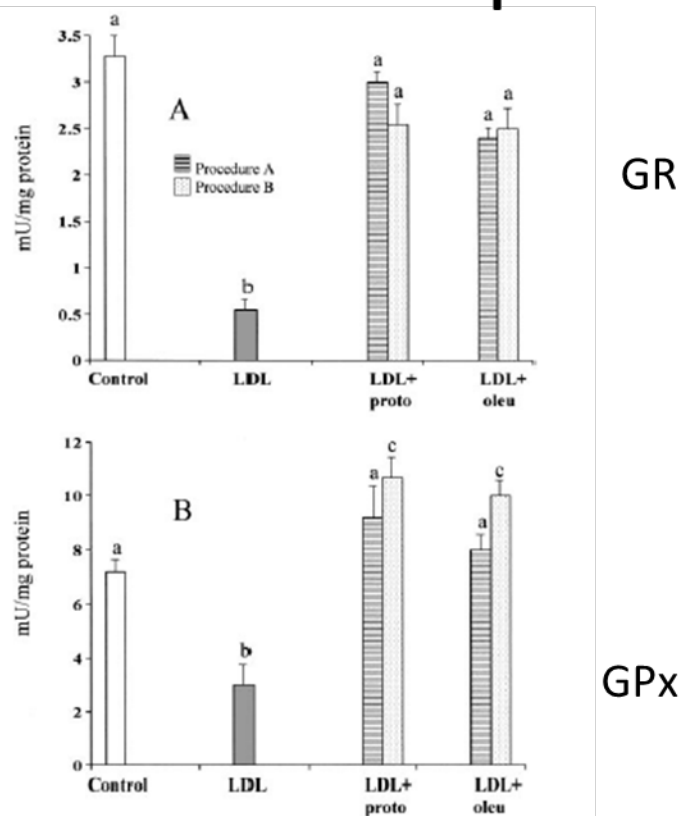 a
3.5
3
2.5
2
1.5
1
0.5
0
mU/mg protein
A
Procedure A
Procedure B
b
a
a
a
a
Control
LDL
LDL+
proto
LDL+
oleu
GR
12
10
8
6
4
2
0
mU/mg protein
B
a
b
a
c
a
c
Control
LDL
LDL+
proto
LDL+
oleu
GPx